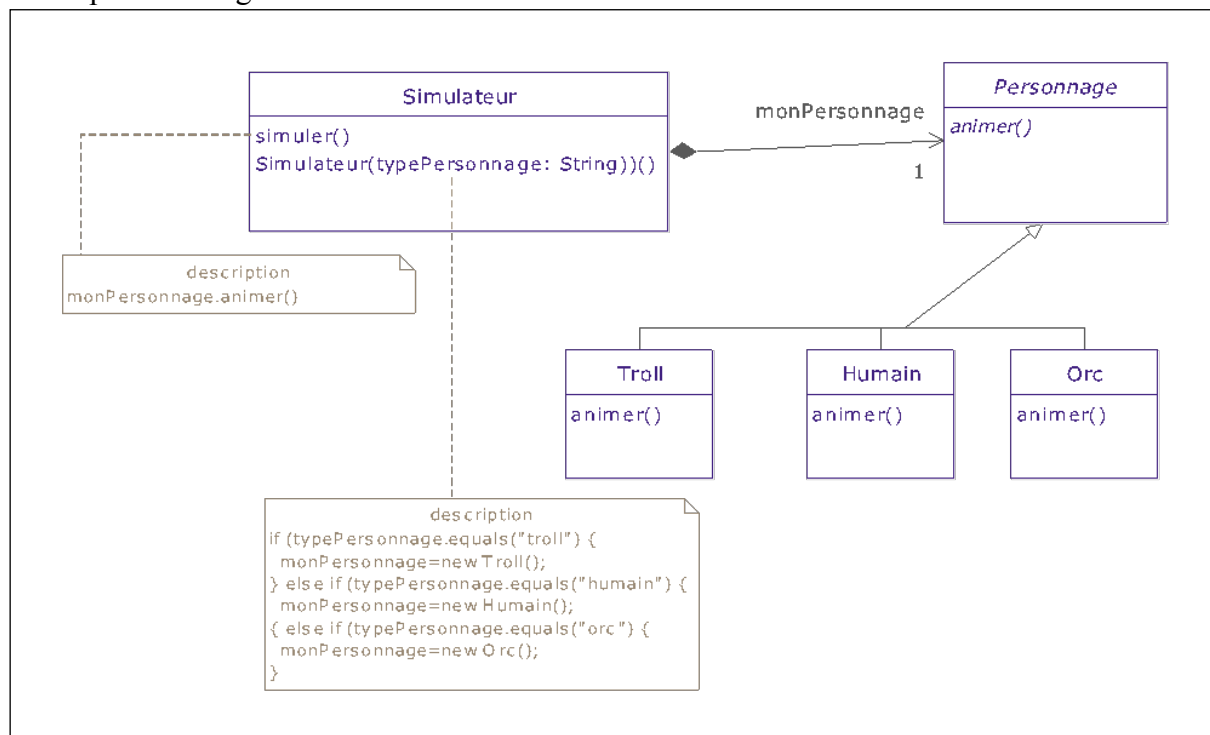 Simulateur
simuler()
Simulateur(typePersonnage: String))()
monPersonnage
1
Personnage
animer()
description
monPersonnage.animer()
Troll
animer()
Humain
animer()
Orc
animer()
description
if (typePersonnage.equals("troll") {
monPersonnage=new Troll();
} else if (typePersonnage.equals("humain") {
monPersonnage=new Humain();
{ else if (typePersonnage.equals("orc") {
monPersonnage=new Orc();
}